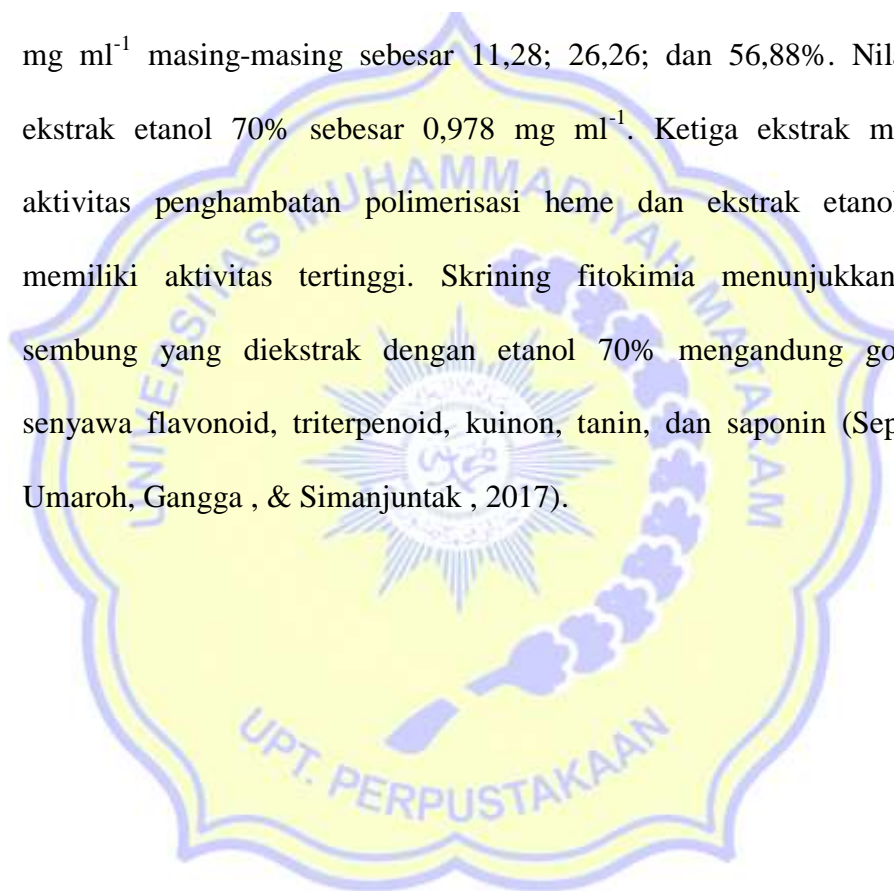 mg ml⁻¹ masing-masing sebesar 11,28; 26,26; dan 56,88%.
ekstrak etanol 70% sebesar 0,978 mg ml⁻¹. Ketiga ekstrak
aktivitas penghambatan polimerisasi heme dan ekstrak etanol
memiliki aktivitas tertinggi. Skrining fitokimia menunjukkan
sembung yang diekstrak dengan etanol 70% mengandung
senyawa flavonoid, triterpenoid, kuinon, tanin, dan saponin
Umaroh, Gangga , & Simanjuntak , 2017).
UNIVERSITAS MUHAMMADIYAH MATARAM
UPT. PERPUSTAKAAN